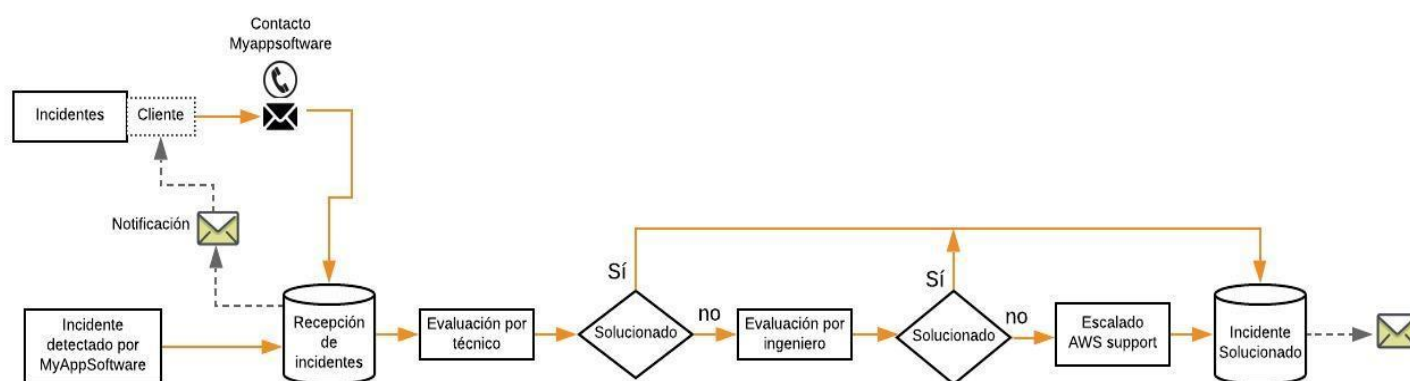 Contacto
Myappsoftware
Incidentes
Cliente
Notificación
Sí
Sí
Incidente
detectado por
MyAppSoftware
Recepción
de
incidentes
Evaluación por
técnico
Solucionado
no
Evaluación por
ingeniero
Solucionado
no
Escalado
AWS support
Incidente
Solucionado